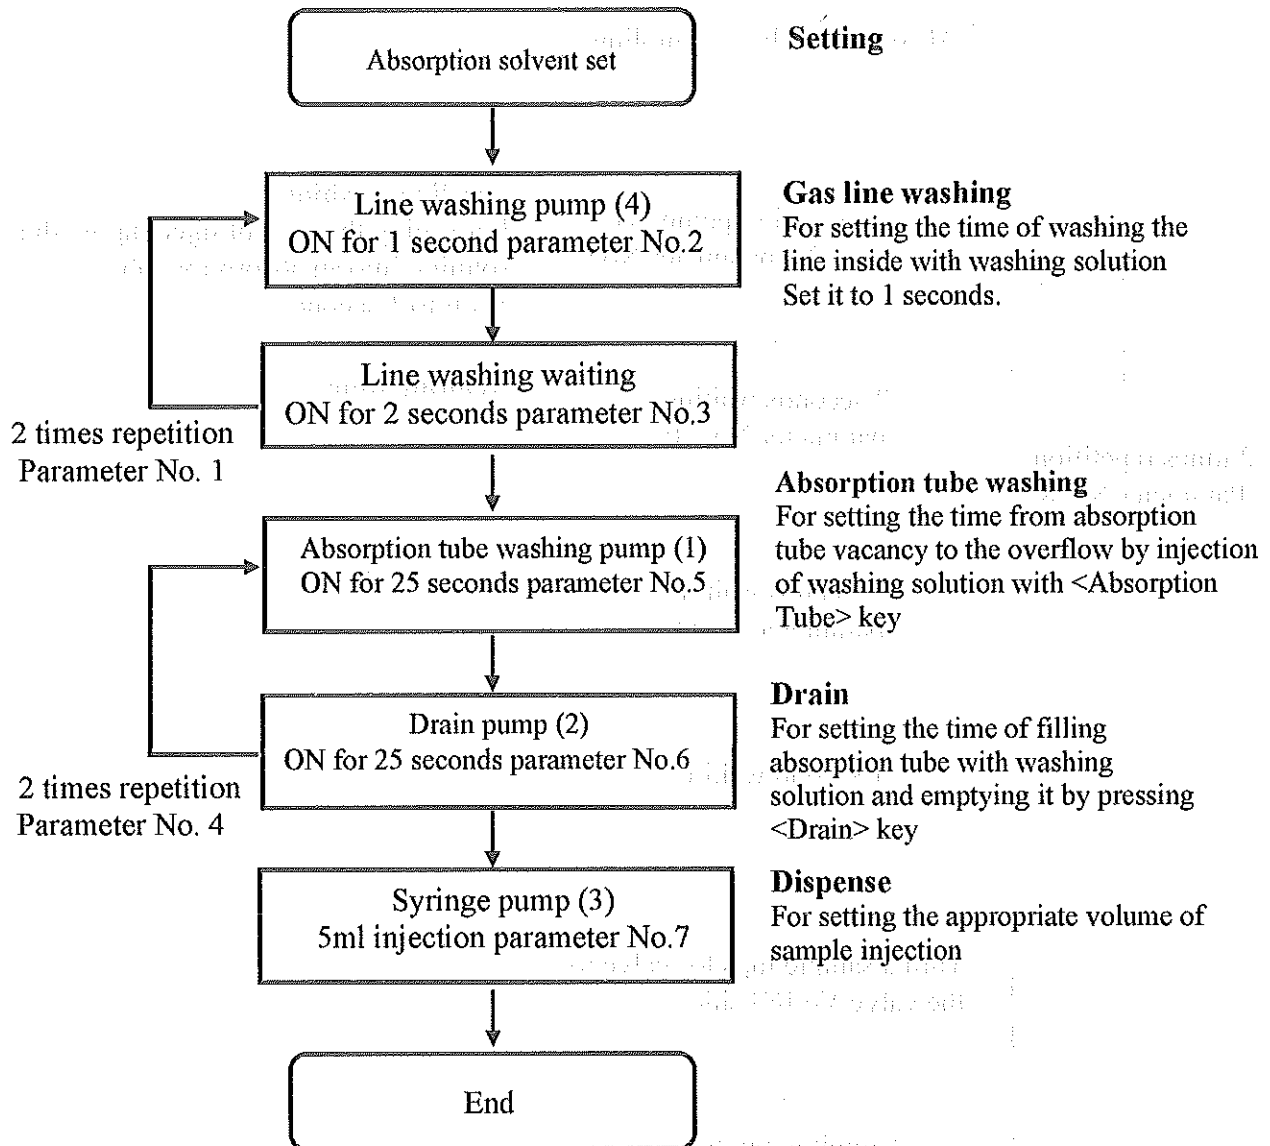 Absorption solvent set
Setting
Line washing pump (4)
ON for 1 second parameter No.2
Gas line washing
For setting the time of washing the
line inside with washing solution
Set it to 1 seconds.
Line washing waiting
ON for 2 seconds parameter No.3
2 times repetition
Parameter No. 1
Absorption tube washing pump (1)
ON for 25 seconds parameter No.5
Absorption tube washing
For setting the time from absorption
tube vacancy to the overflow by injection
of washing solution with <Absorption
Tube> key
Drain pump (2)
ON for 25 seconds parameter No.6
2 times repetition
Parameter No. 4
Drain
For setting the time of filling
absorption tube with washing
solution and emptying it by pressing
<Drain> key
Syringe pump (3)
5ml injection parameter No.7
Dispense
For setting the appropriate volume of
sample injection
End